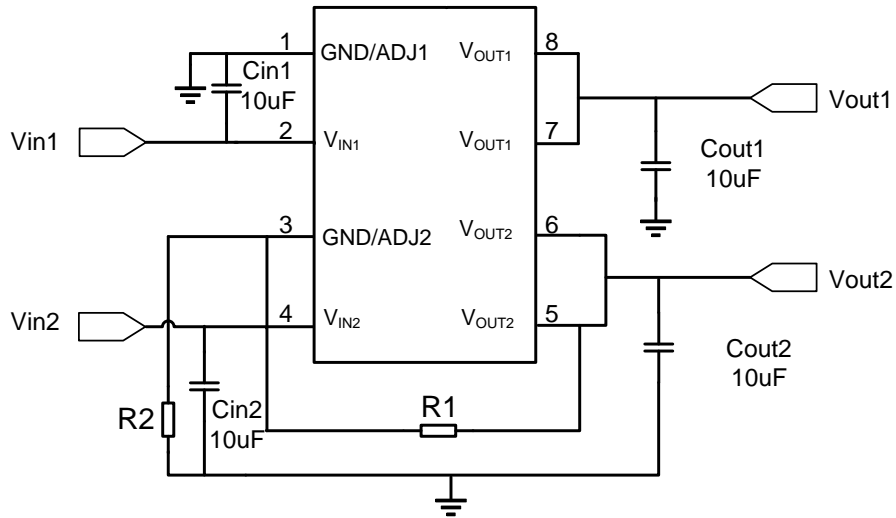 1
GND/ADJ1
VOUT1
8
Cin1
10uF
Vin1
2
VIN1
VOUT1
7
Vout1
Cout1
10uF
3
GND/ADJ2
VOUT2
6
Vin2
4
VIN2
VOUT2
5
Vout2
Cout2
10uF
R2
Cin2
10uF
R1